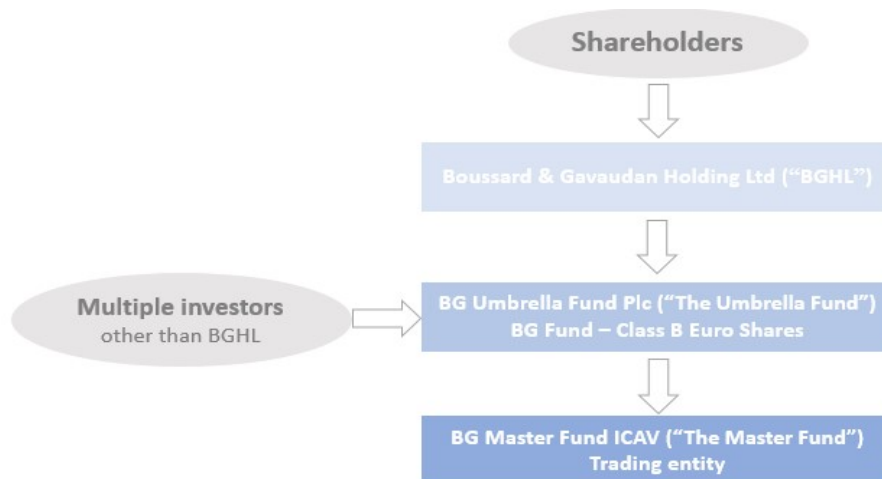 Shareholders
Boussard & Gavaudan Holding Ltd (“BGHL”)
Multiple investors
other than BGHL
BG Umbrella Fund Plc (“The Umbrella Fund”)
BG Fund – Class B Euro Shares
BG Master Fund ICAV (“The Master Fund”)
Trading entity